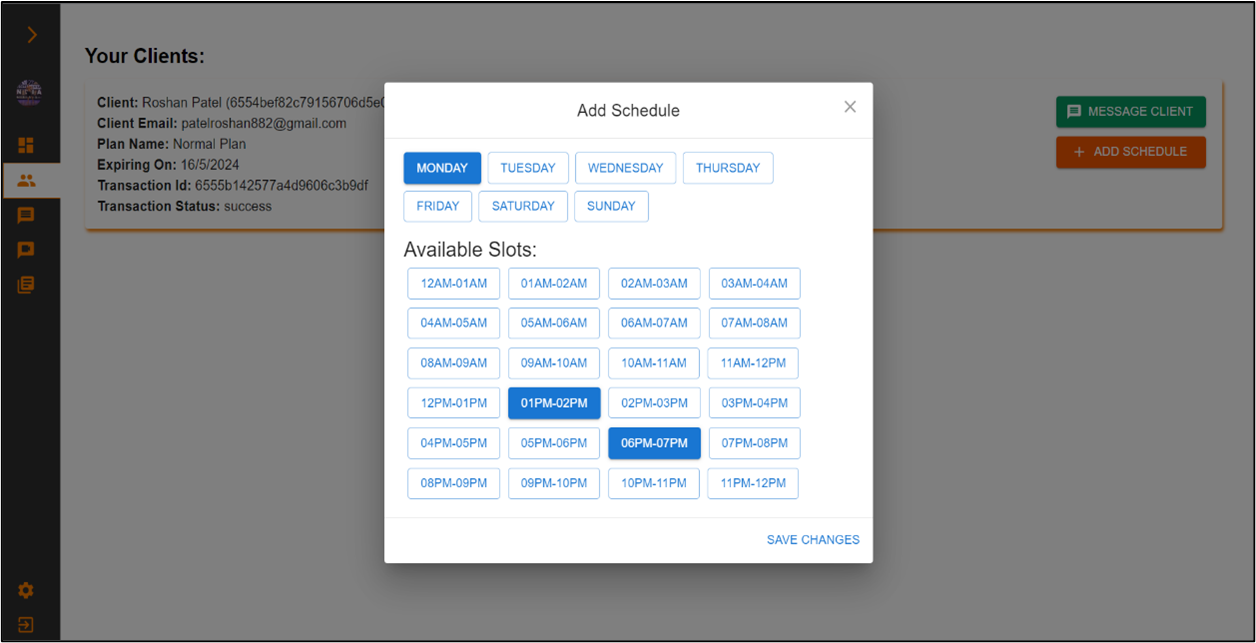 Your Clients:
Client: Roshan Patel (6554bef82c79156706d5e
Client Email: patelroshan882@gmail.com
Plan Name: Normal Plan
Expiring On: 16/5/2024
Transaction Id: 6555b142577a4d9606c3b9df
Transaction Status: success
MESSAGE CLIENT
+ ADD SCHEDULE
Add Schedule
MONDAY TUESDAY WEDNESDAY THURSDAY
FRIDAY SATURDAY SUNDAY
Available Slots:
12AM-01AM 01AM-02AM 02AM-03AM 03AM-04AM
04AM-05AM 05AM-06AM 06AM-07AM 07AM-08AM
08AM-09AM 09AM-10AM 10AM-11AM 11AM-12PM
12PM-01PM 01PM-02PM 02PM-03PM 03PM-04PM
04PM-05PM 05PM-06PM 06PM-07PM 07PM-08PM
08PM-09PM 09PM-10PM 10PM-11PM 11PM-12PM
SAVE CHANGES